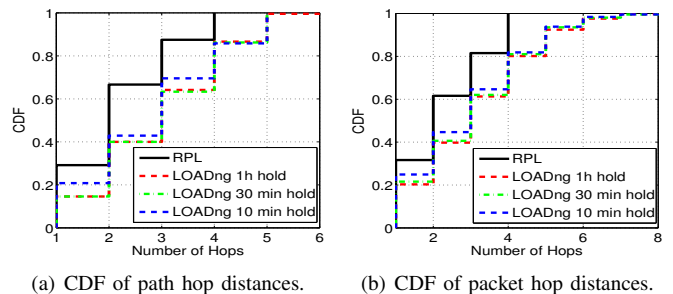 CDF
1
0.8
0.6
0.4
0.2
0
RPL
LOADng 1h hold
LOADng 30 min hold
LOADng 10 min hold
1 2 3 4 5 6
Number of Hops
(a) CDF of path hop distances.
CDF
1
0.8
0.6
0.4
0.2
0
RPL
LOADng 1h hold
LOADng 30 min hold
LOADng 10 min hold
2 4 6 8
Number of Hops
(b) CDF of packet hop distances.